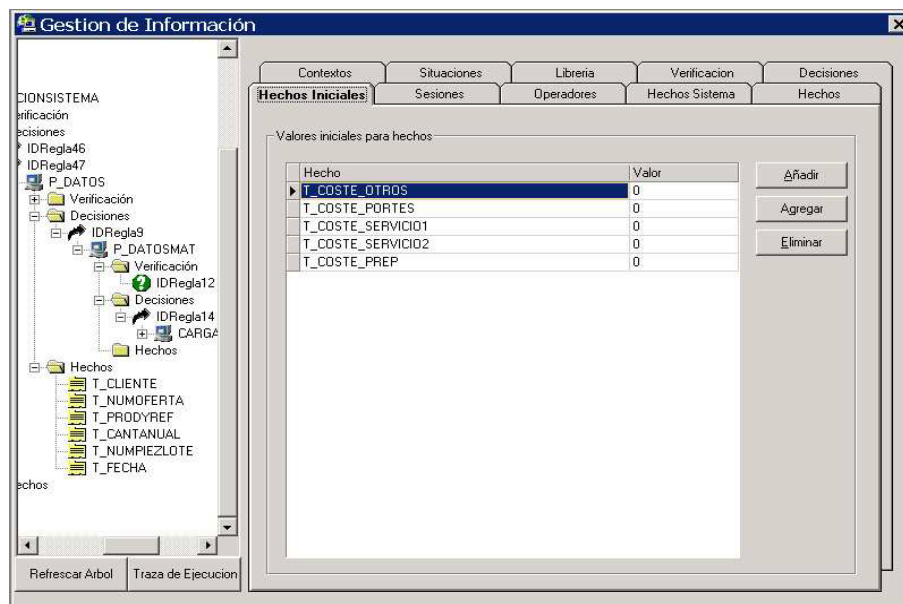 Gestion de Información
CIONSISTEMA
erificación
ecisiones
IDRegla46
IDRegla47
P_DATOS
Verificación
Decisiones
IDRegla9
P_DATOSMAT
Verificación
IDRegla12
Decisiones
IDRegla14
CARGA
Hechos
Hechos
T_CLIENTE
T_NUMOFERTA
T_PRODYREF
T_CANTANUAL
T_NUMPIEZLOTE
T_FECHA
echos
Refrescar Arbol Traza de Ejecucion
Contextos Situaciones Libreria Verificacion Decisiones
Hechos Iniciales Sesiones Operadores Hechos Sistema Hechos
Valores iniciales para hechos
Hecho Valor
T_COSTE_OTROS 0
T_COSTE_PORTES 0
T_COSTE_SERVICIO1 0
T_COSTE_SERVICIO2 0
T_COSTE_PREP 0
Añadir
Agregar
Eliminar